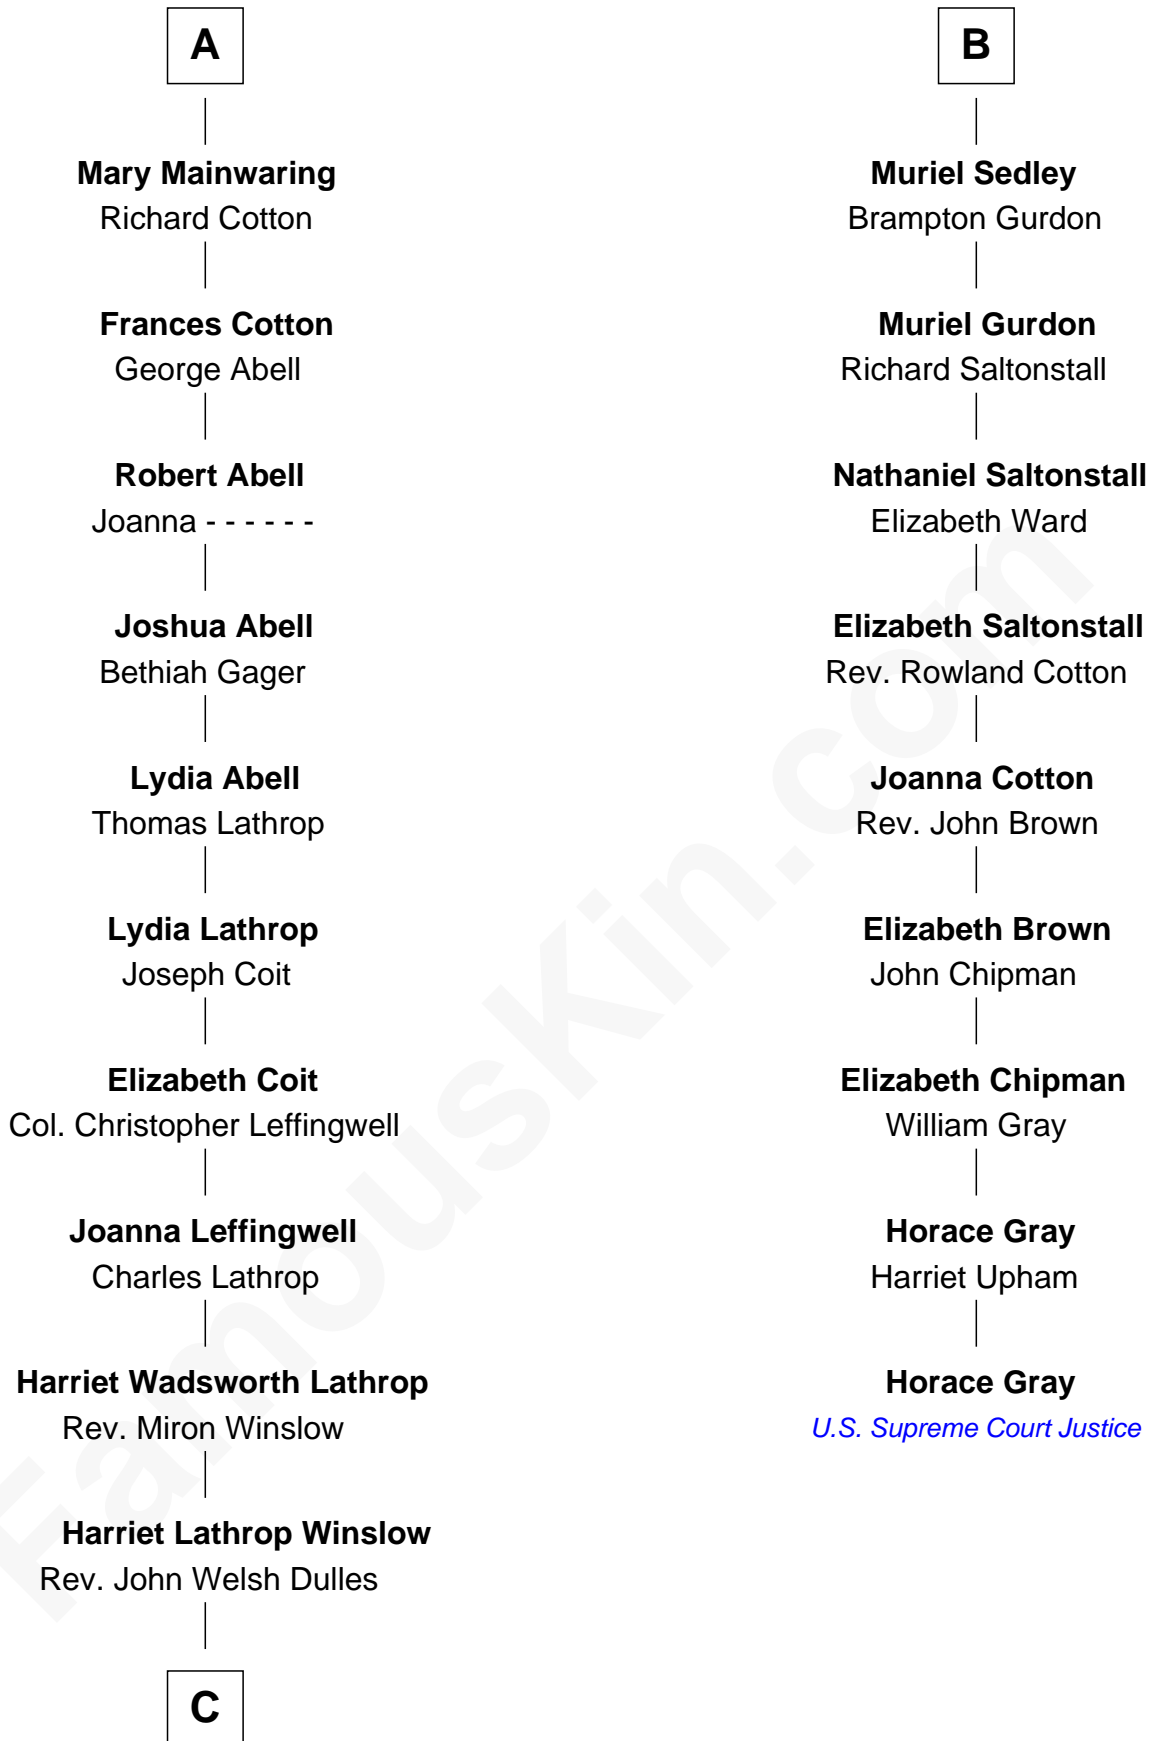 A
Mary Mainwaring
Richard Cotton
Frances Cotton
George Abell
Robert Abell
Joanna - - - - - -
Joshua Abell
Bethiah Gager
Lydia Abell
Thomas Lathrop
Lydia Lathrop
Joseph Coit
Elizabeth Coit
Col. Christopher Leffingwell
Joanna Leffingwell
Charles Lathrop
Harriet Wadsworth Lathrop
Rev. Miron Winslow
Harriet Lathrop Winslow
Rev. John Welsh Dulles
C
B
Muriel Sedley
Brampton Gurdon
Muriel Gurdon
Richard Saltonstall
Nathaniel Saltonstall
Elizabeth Ward
Elizabeth Saltonstall
Rev. Rowland Cotton
Joanna Cotton
Rev. John Brown
Elizabeth Brown
John Chipman
Elizabeth Chipman
William Gray
Horace Gray
Harriet Upham
Horace Gray
U.S. Supreme Court Justice
FamousKin.com